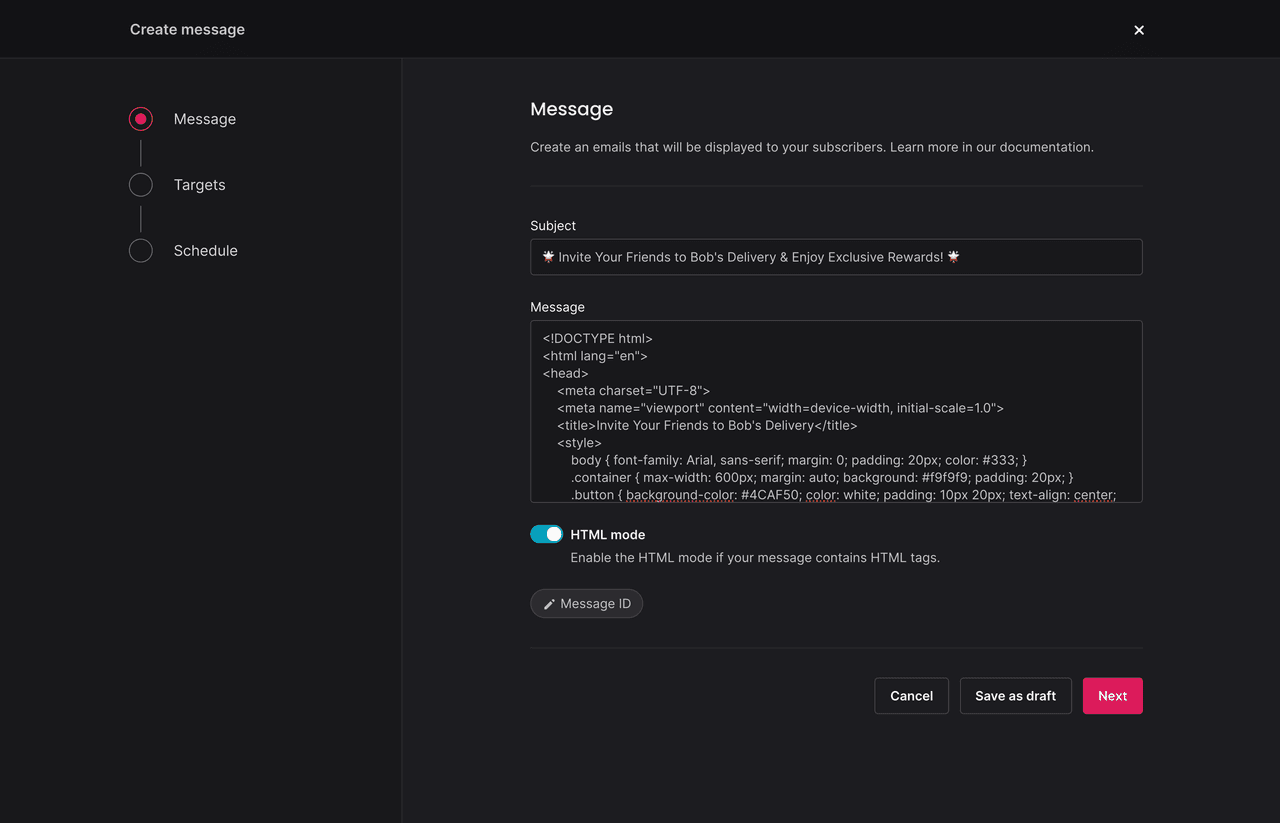 Create message
Message
Targets
Schedule
Message
Create an emails that will be displayed to your subscribers. Learn more in our documentation.
Subject
🌟 Invite Your Friends to Bob's Delivery & Enjoy Exclusive Rewards! 🌟
Message
<!DOCTYPE html>
<html lang="en">
<head>
    <meta charset="UTF-8">
    <meta name="viewport" content="width=device-width, initial-scale=1.0">
    <title>Invite Your Friends to Bob's Delivery</title>
    <style>
        body { font-family: Arial, sans-serif; margin: 0; padding: 20px; color: #333; }
        .container { max-width: 600px; margin: auto; background: #f9f9f9; padding: 20px; }
        .button { background-color: #4CAF50; color: white; padding: 10px 20px; text-align: center;
HTML mode
Enable the HTML mode if your message contains HTML tags.
Message ID
Cancel
Save as draft
Next